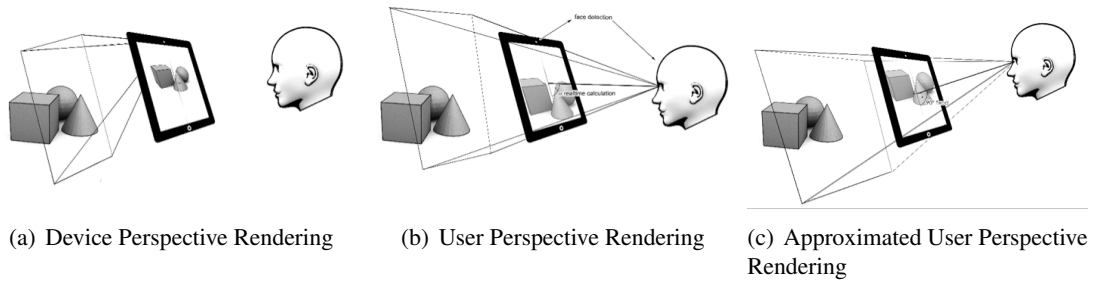 face detection
realtime calculation
(a) Device Perspective Rendering
(b) User Perspective Rendering
(c) Approximated User Perspective
Rendering